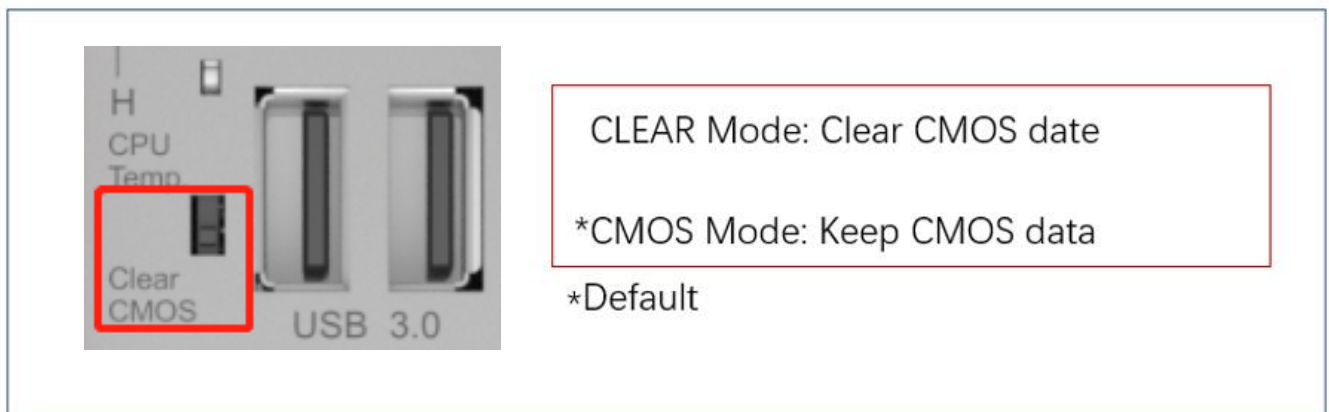 H
CPU
Temp.
Clear
CMOS
USB 3.0
CLEAR Mode: Clear CMOS date
*CMOS Mode: Keep CMOS data
*Default